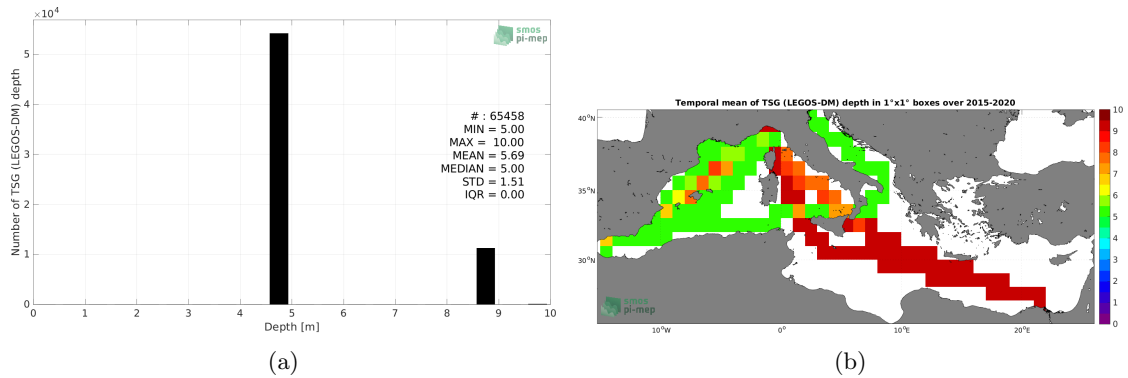 ×10⁴
5
4
3
2
1
0
Number of TSG (LEGOS-DM) depth
smos
pi-mep
# : 65458
MIN = 5.00
MAX = 10.00
MEAN = 5.69
MEDIAN = 5.00
STD = 1.51
IQR = 0.00
0 1 2 3 4 5 6 7 8 9 10
Depth [m]
(a)
Temporal mean of TSG (LEGOS-DM) depth in 1°x1° boxes over 2015-2020
40°N
35°N
30°N
10°W 0° 10°E 20°E
smos
pi-mep
10
9
8
7
6
5
4
3
2
1
0
(b)